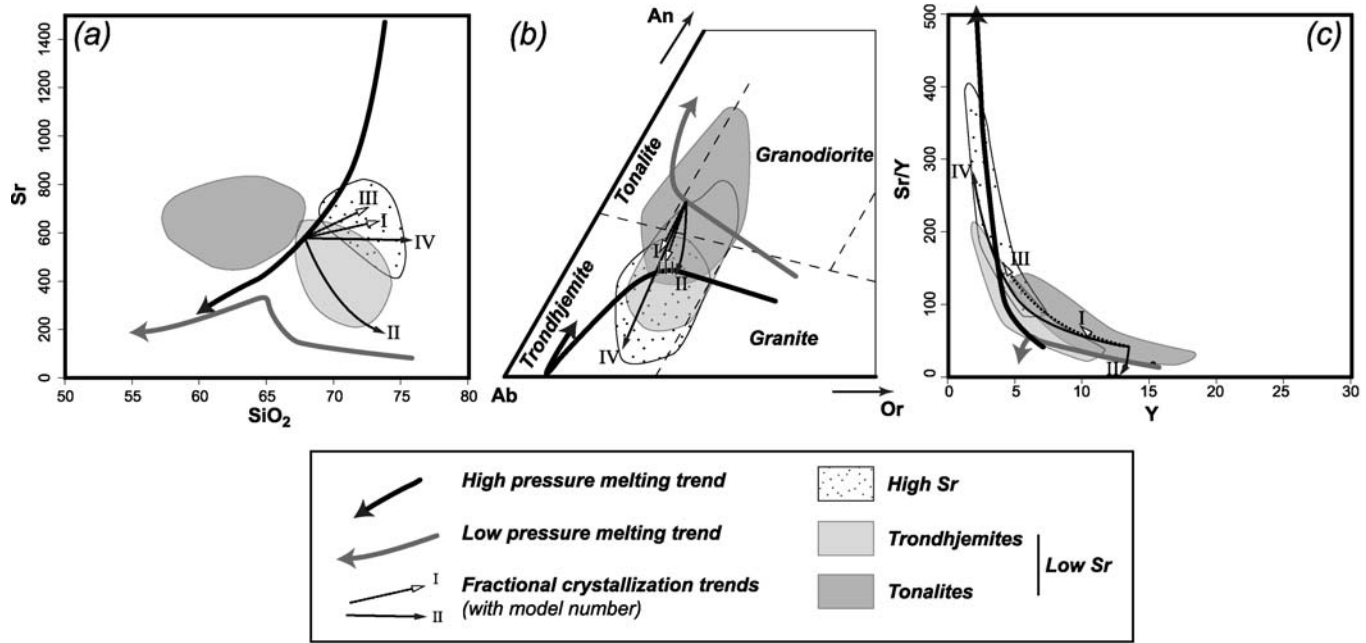 (a)
Sr
1400
1200
1000
800
600
400
200
0
III
I
IV
II
50
55
60
65
70
75
80
SiO2
(b)
An
Tonalite
Granodiorite
Trondhjemite
Granite
I
II
IV
Ab
Or
(c)
Sr/Y
500
400
300
200
100
0
IV
III
I
II
0
5
10
15
20
25
30
Y
High pressure melting trend
Low pressure melting trend
I
Fractional crystallization trends
II
(with model number)
High Sr
Trondhjemites
Low Sr
Tonalites